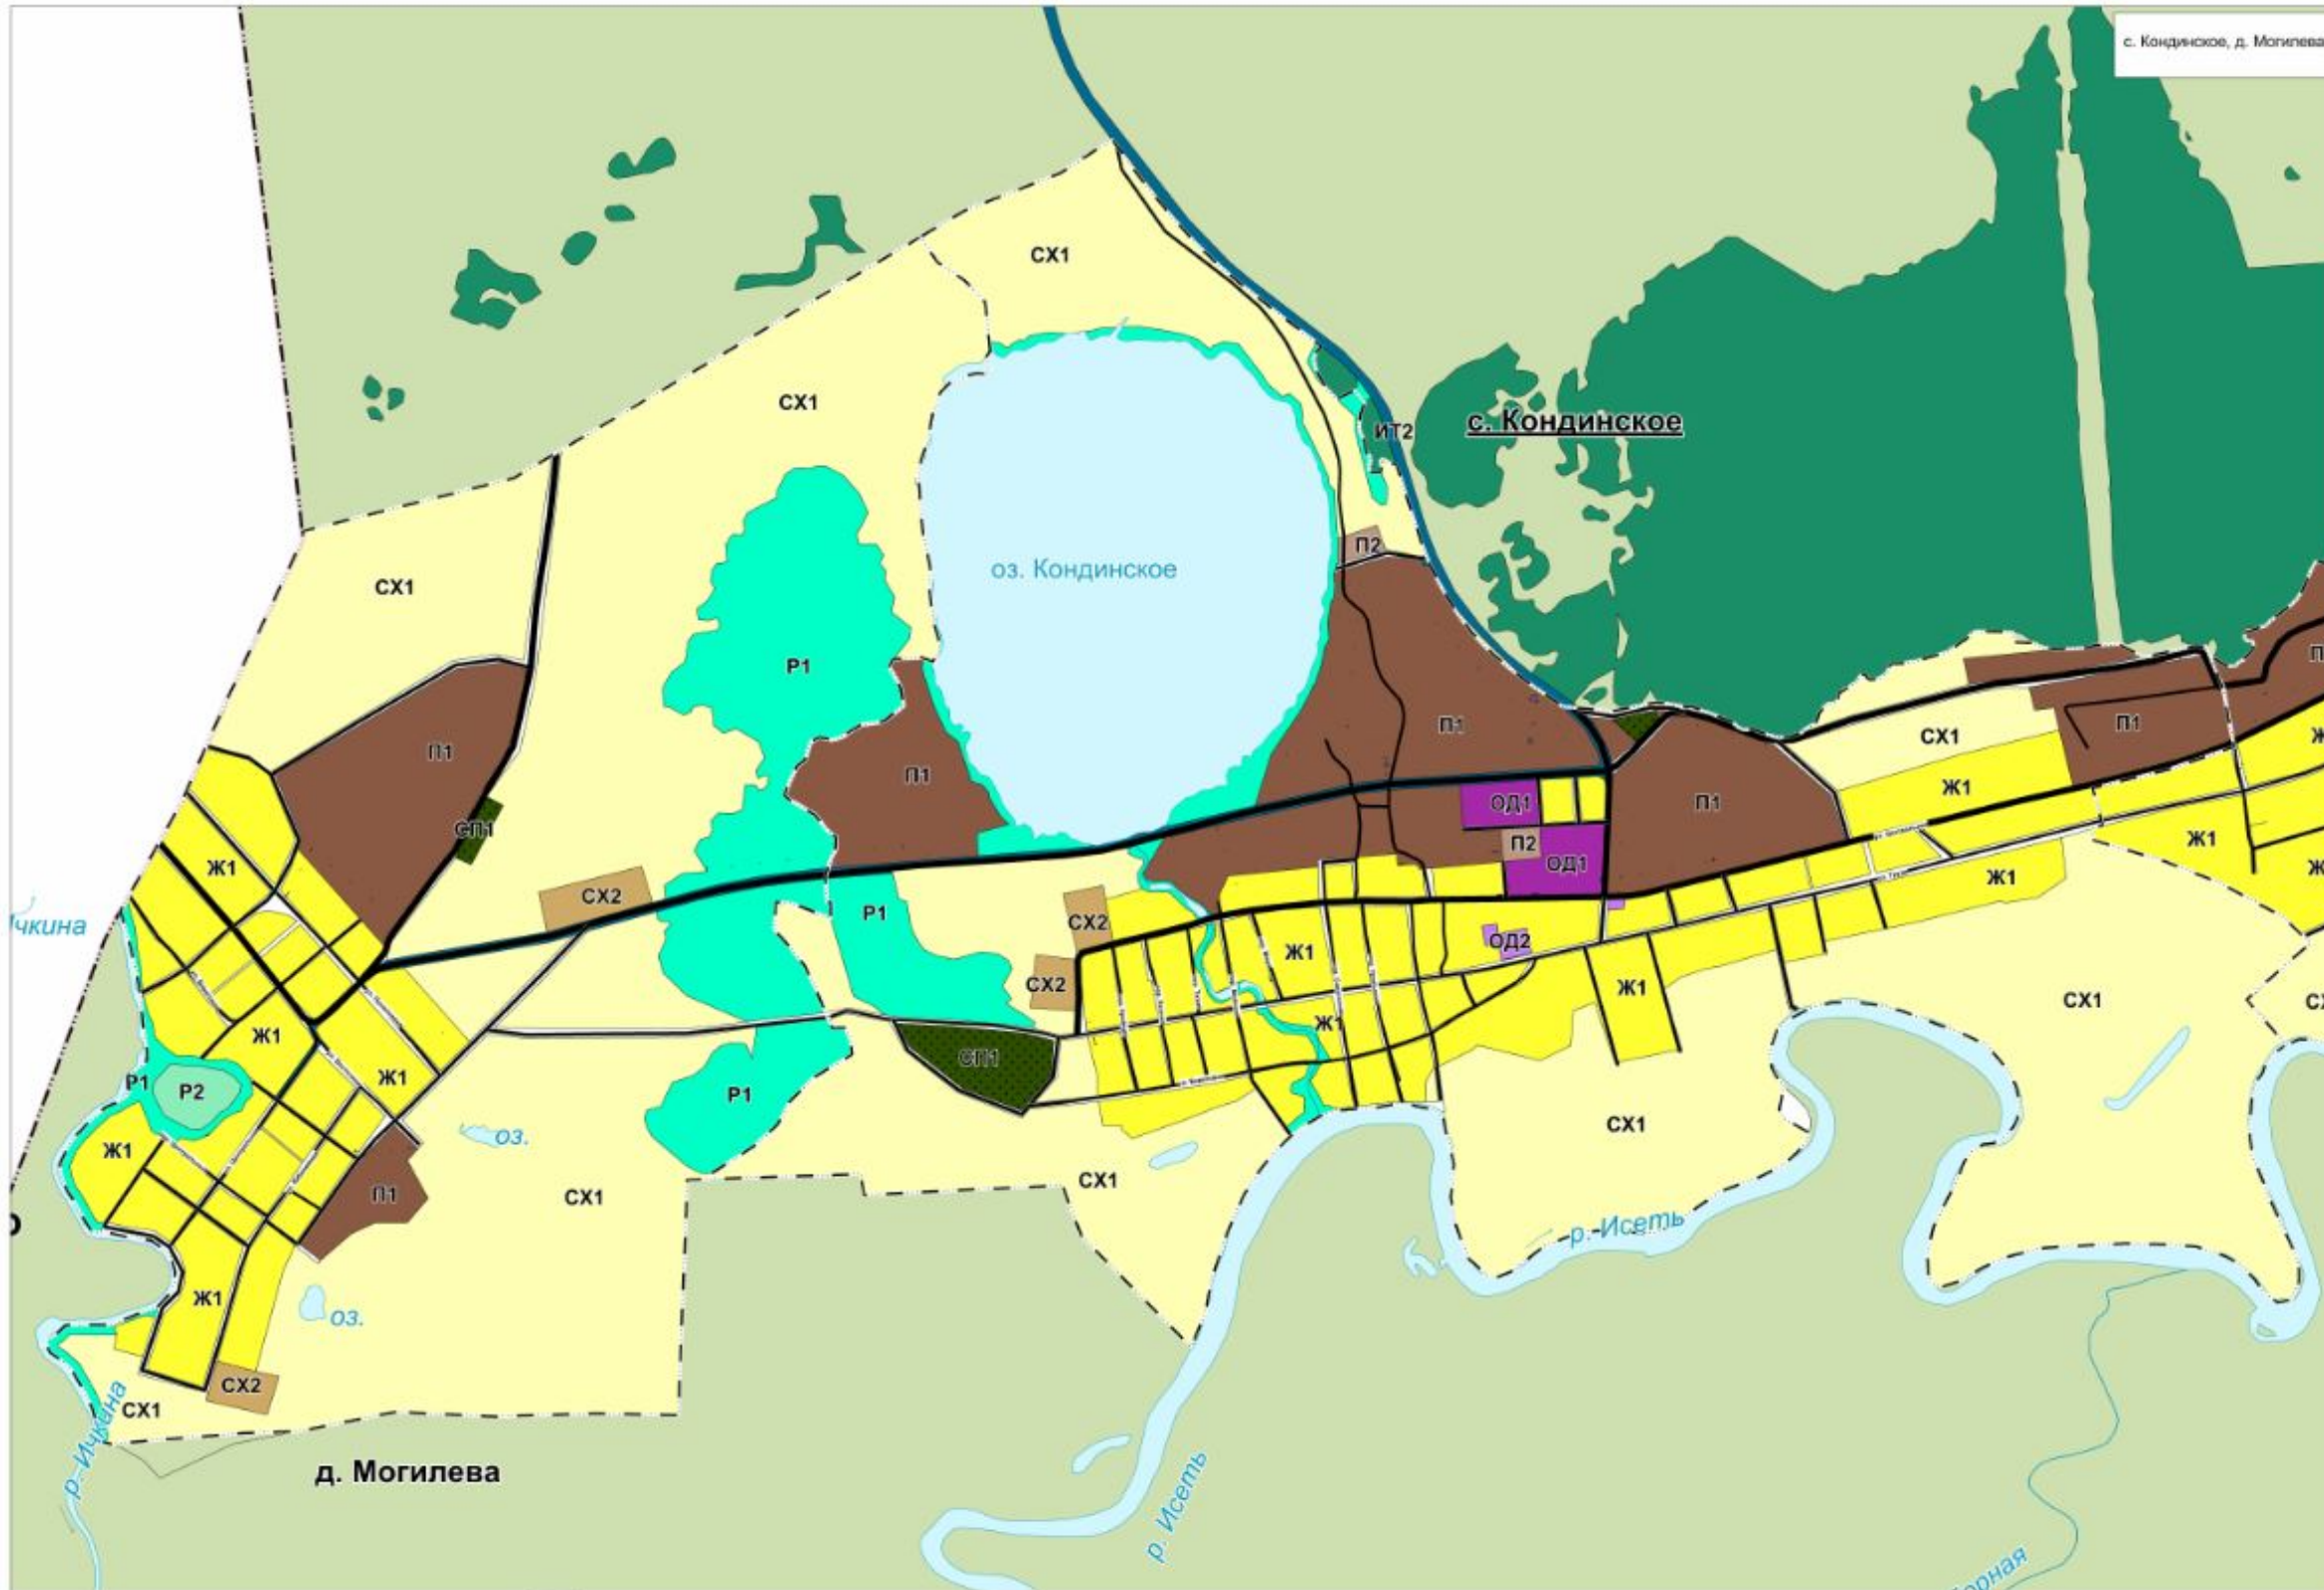 с. Кондинское, д. Могилева
СХ1
СХ1
ИТ2
с. Кондинское
П2
оз. Кондинское
СХ1
Р1
П1
П1
П1
П1
СХ1
П1
Ж1
ОД1
П1
СП1
П2
ОД1
Ж1
Ж1
Ж1
СХ2
Р1
СХ2
ОД2
Ж1
СХ2
Ж1
СХ1
Ж1
Ж1
СП1
Ж1
Р1
Р2
Р1
СХ1
оз.
Ж1
П1
СХ1
СХ1
р. Исеть
Ж1
оз.
СХ2
СХ1
р. Ичкина
д. Могилева
р. Исеть